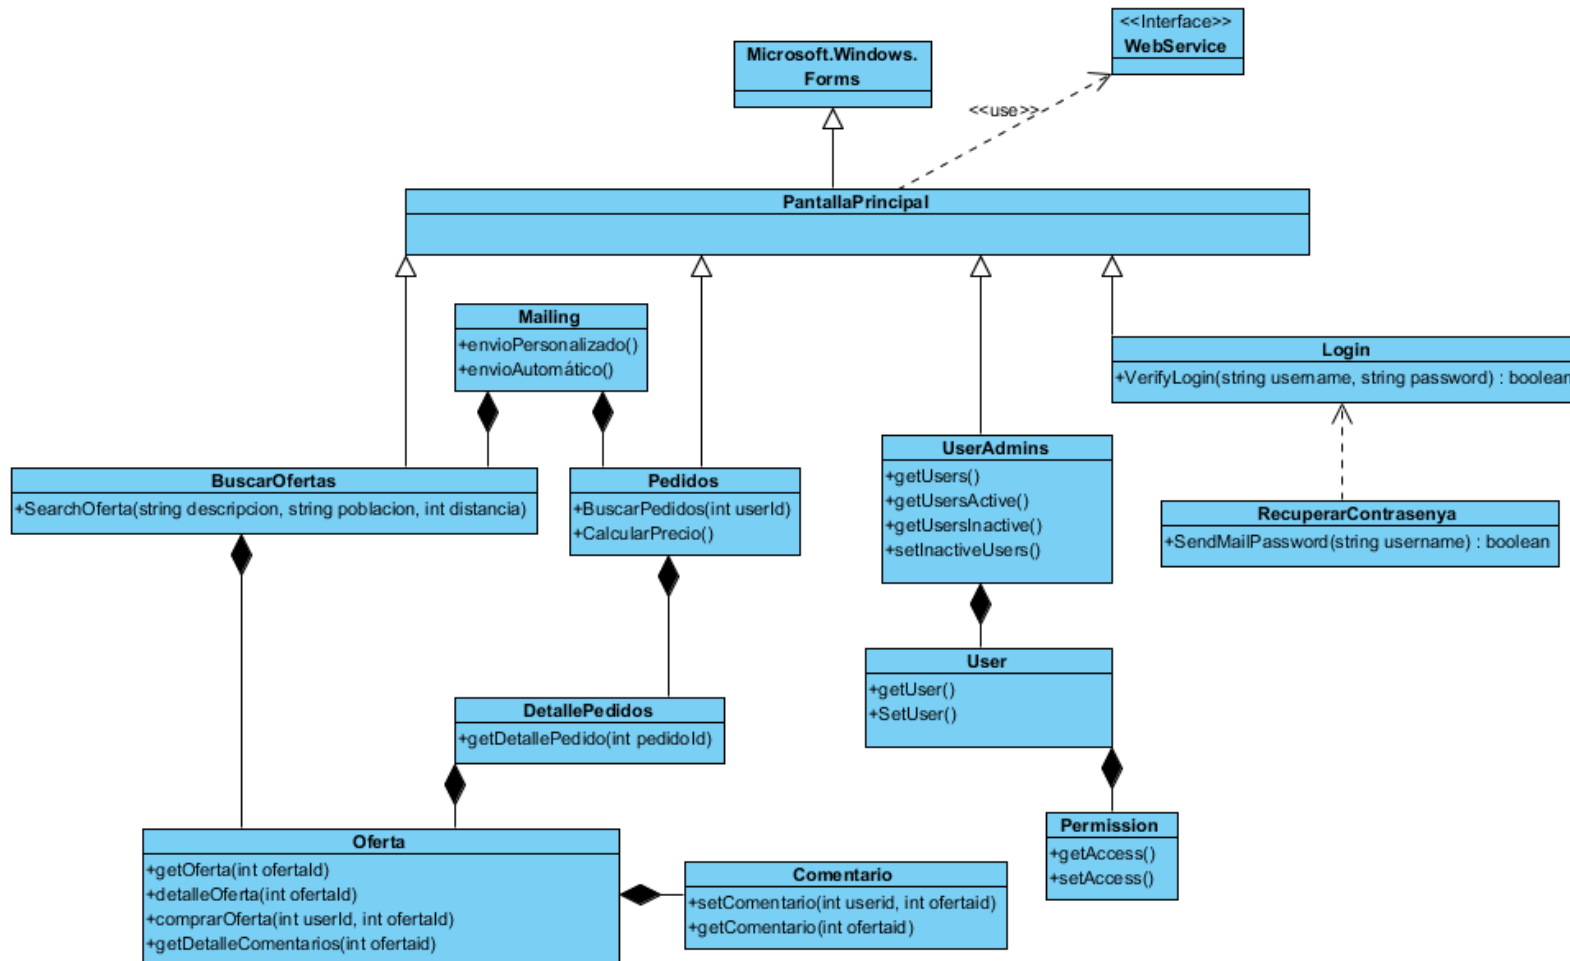 <<Interface>>
WebService
Microsoft.Windows.
Forms
<<use>>
PantallaPrincipal
Mailing
+envioPersonalizado()
+envioAutomático()
Login
+VerifyLogin(string username, string password) : boolean
BuscarOfertas
+SearchOferta(string descripcion, string poblacion, int distancia)
Pedidos
+BuscarPedidos(int userId)
+CalcularPrecio()
UserAdmins
+getUsers()
+getUsersActive()
+getUsersInactive()
+setInactiveUsers()
RecuperarContrasenya
+SendMailPassword(string username) : boolean
User
+getUser()
+SetUser()
DetallePedidos
+getDetallePedido(int pedidoId)
Permission
+getAccess()
+setAccess()
Oferta
+getOferta(int ofertaId)
+detalleOferta(int ofertaId)
+comprarOferta(int userId, int ofertaId)
+getDetalleComentarios(int ofertaid)
Comentario
+setComentario(int userid, int ofertaid)
+getComentario(int ofertaid)